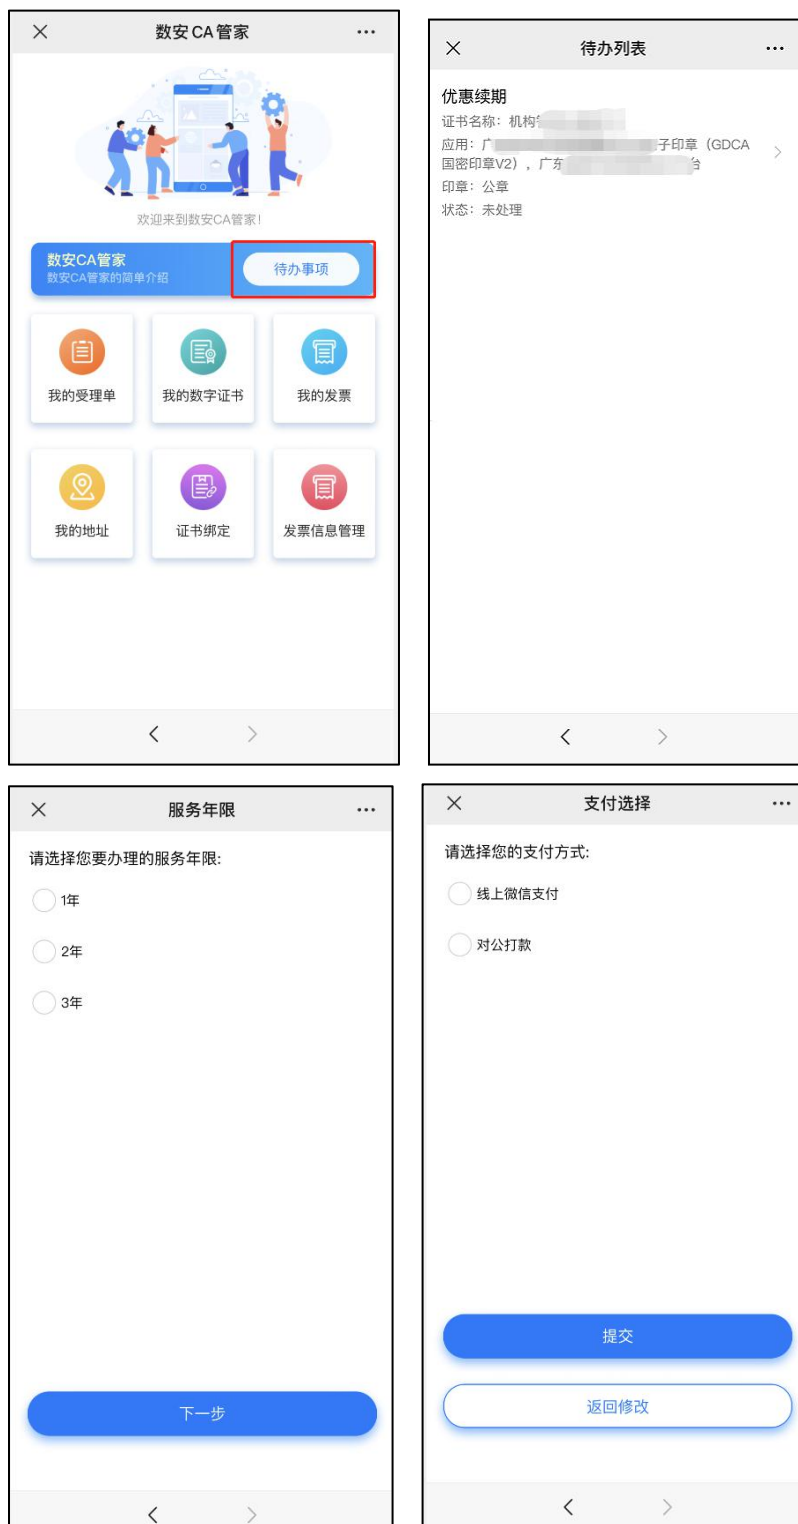 数安CA管家
欢迎来到数安CA管家!
数安CA管家
数安CA管家的简单介绍
待办事项
我的受理单
我的数字证书
我的发票
我的地址
证书绑定
发票信息管理
待办列表
优惠续期
证书名称：机构
应用：广 子印章（GDCA
国密印章V2），广东 台
印章：公章
状态：未处理
服务年限
请选择您要办理的服务年限:
1年
2年
3年
下一步
支付选择
请选择您的支付方式:
线上微信支付
对公打款
提交
返回修改